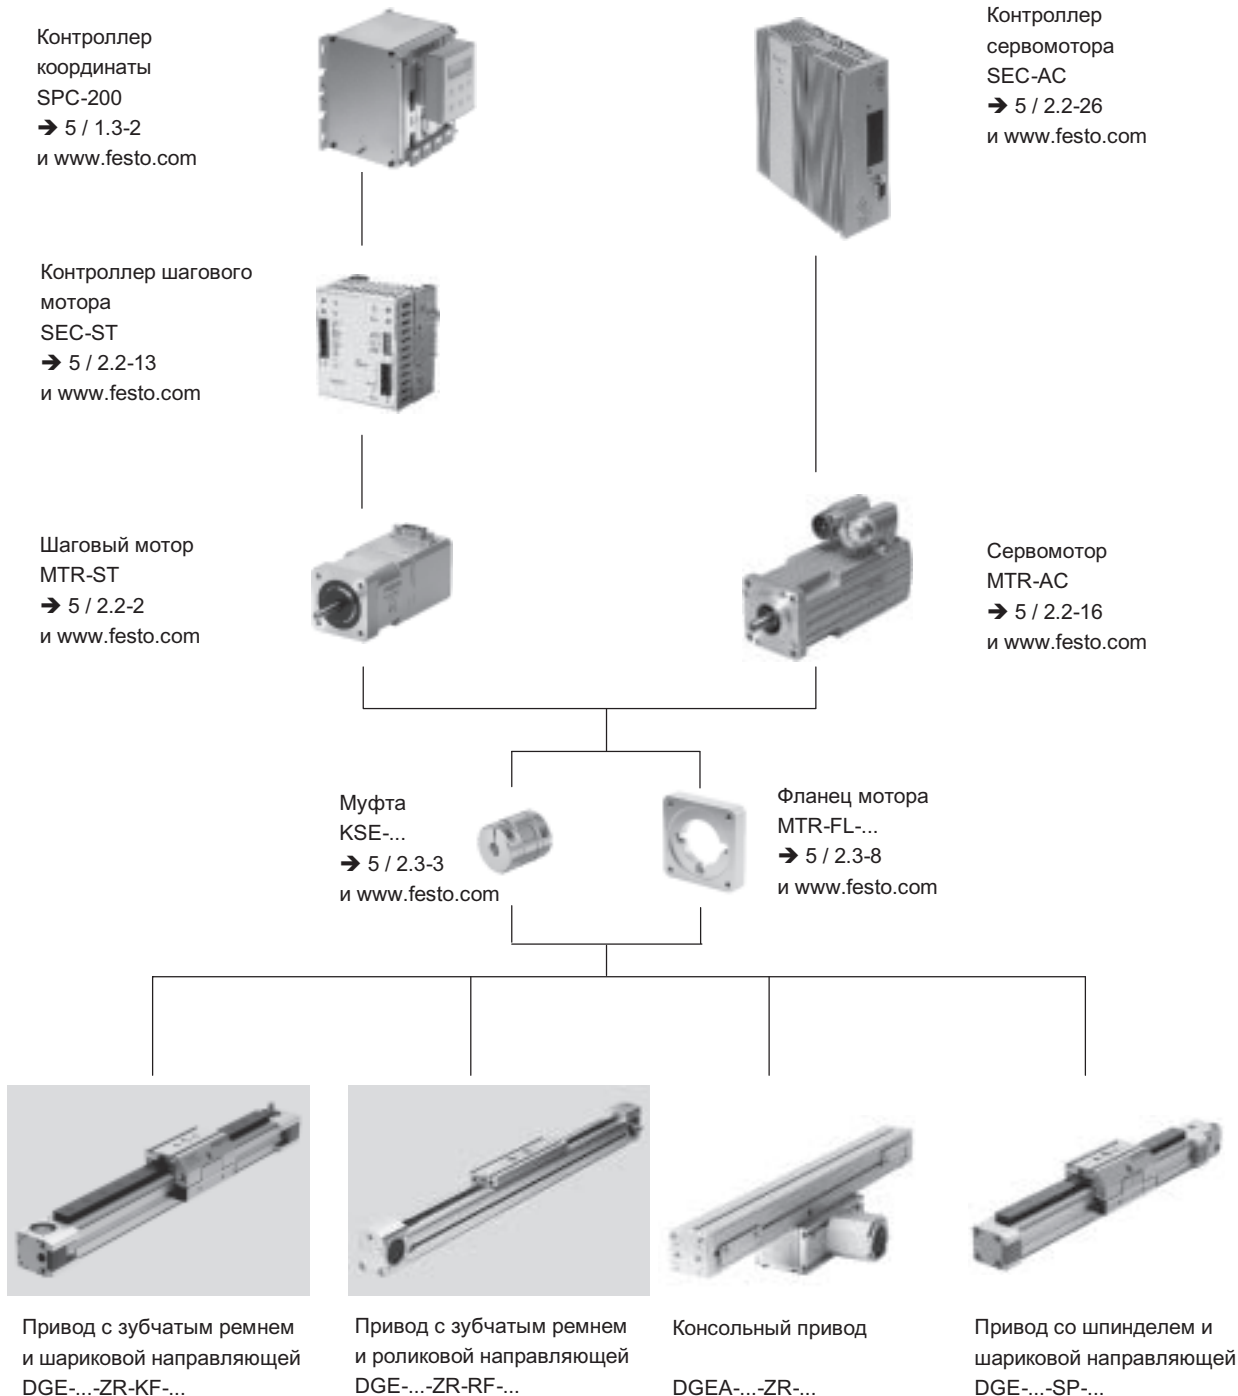 Контроллер
координаты
SPC-200
➔ 5 / 1.3-2
и www.festo.com
Контроллер
сервомотора
SEC-AC
➔ 5 / 2.2-26
и www.festo.com
Контроллер шагового
мотора
SEC-ST
➔ 5 / 2.2-13
и www.festo.com
Шаговый мотор
MTR-ST
➔ 5 / 2.2-2
и www.festo.com
Сервомотор
MTR-AC
➔ 5 / 2.2-16
и www.festo.com
Муфта
KSE-...
➔ 5 / 2.3-3
и www.festo.com
Фланец мотора
MTR-FL-...
➔ 5 / 2.3-8
и www.festo.com
Привод с зубчатым ремнем
и шариковой направляющей
DGE-...-ZR-KF-...
Привод с зубчатым ремнем
и роликовой направляющей
DGE-...-ZR-RF-...
Консольный привод
DGEA-...-ZR-...
Привод со шпинделем и
шариковой направляющей
DGE-...-SP-...